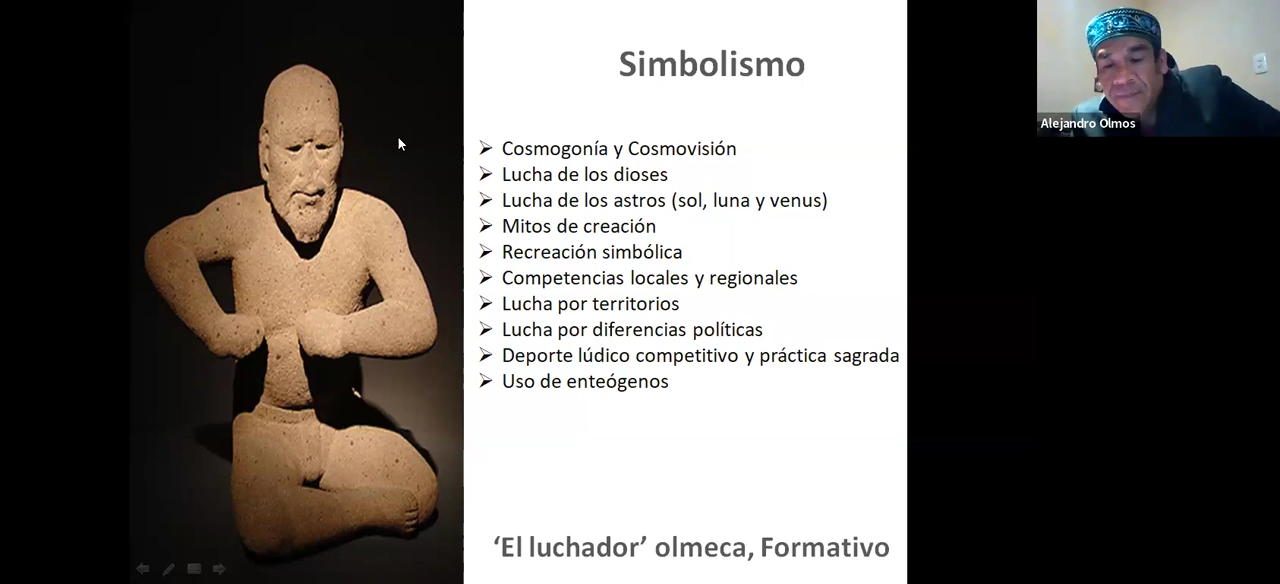 Simbolismo
Cosmogonía y Cosmovisión
Lucha de los dioses
Lucha de los astros (sol, luna y venus)
Mitos de creación
Recreación simbólica
Competencias locales y regionales
Lucha por territorios
Lucha por diferencias políticas
Deporte lúdico competitivo y práctica sagrada
Uso de enteógenos
‘El luchador’ olmeca, Formativo
Alejandro Olmos